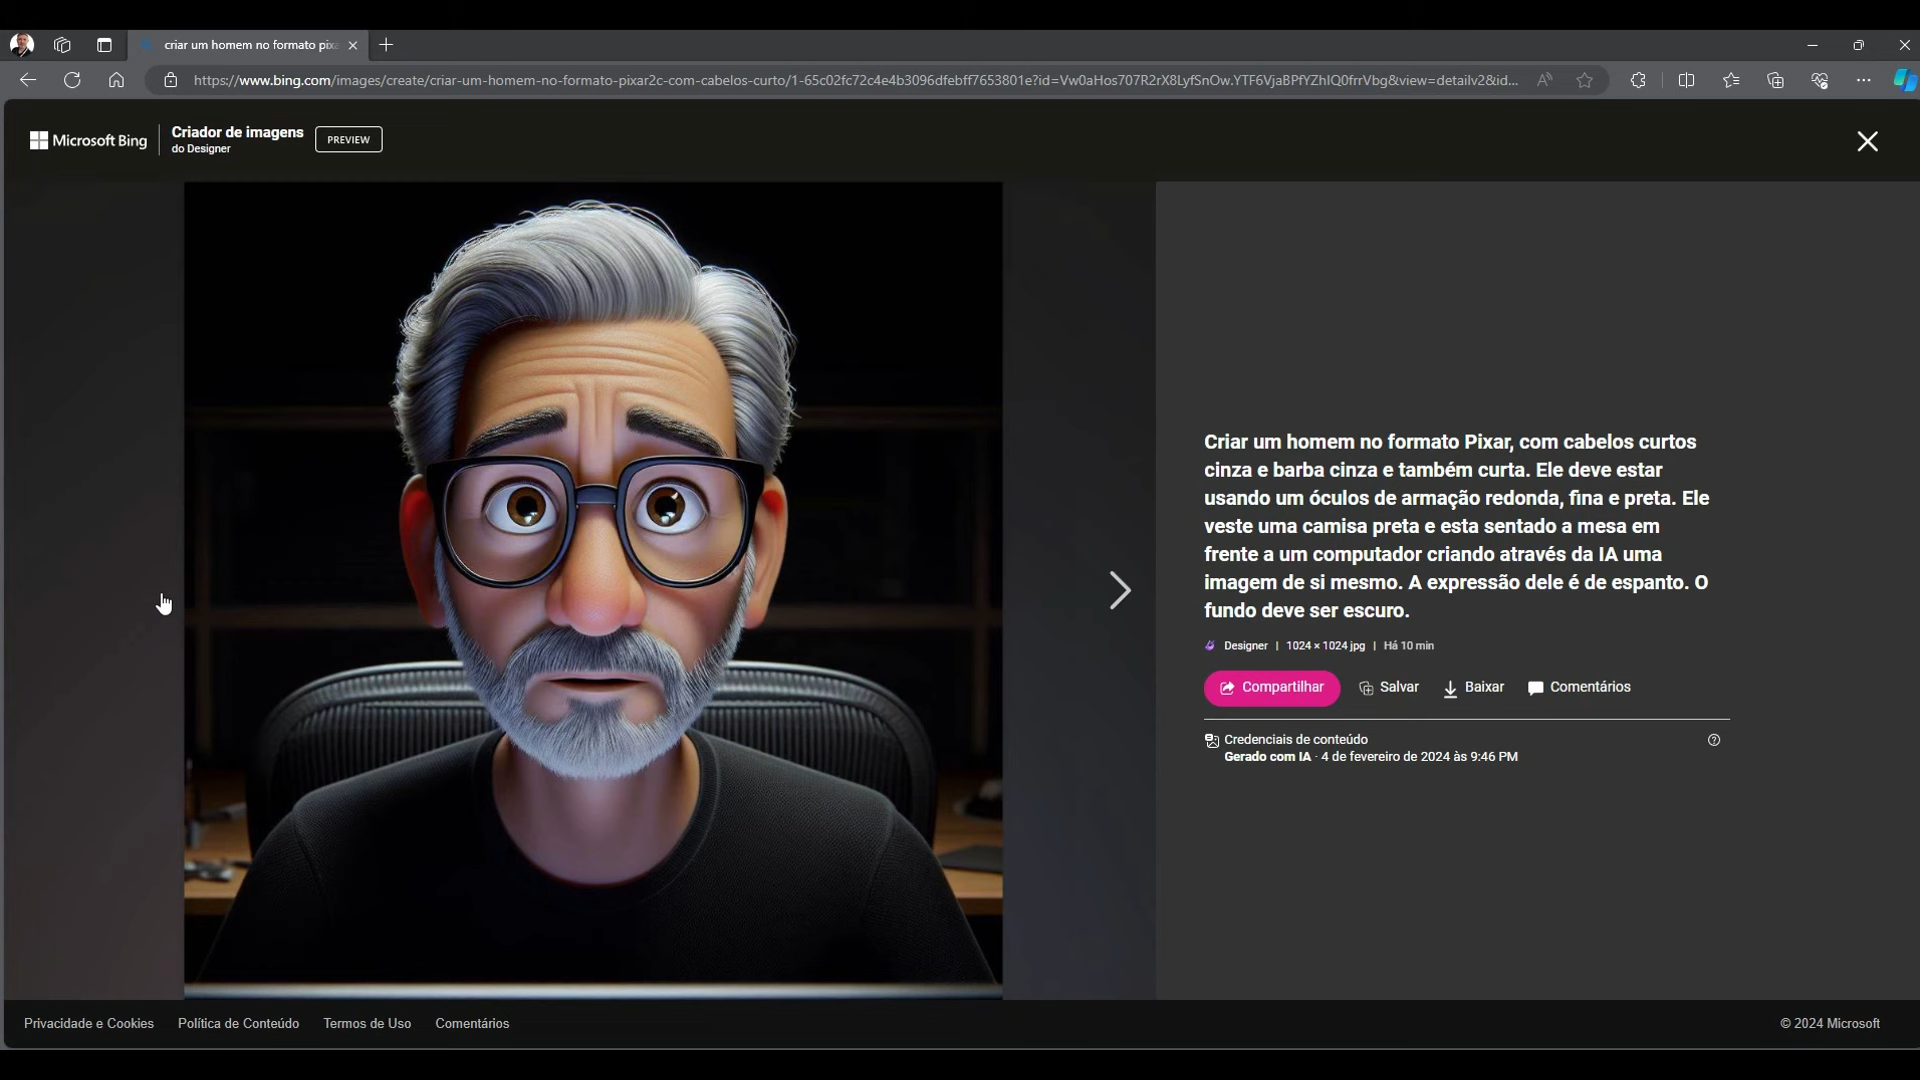 criar um homem no formato pixa
https://www.bing.com/images/create/criar-um-homem-no-formato-pixar2c-com-cabelos-curto/1-65c02fc72c4e4b3096dfebff7653801e?id=Vw0aHos707R2rX8LyfSnOw.YTF6VjaBPfYZhIQ0frrVbg&view=detailv2&id...
Microsoft Bing
Criador de imagens
do Designer
PREVIEW
Criar um homem no formato Pixar, com cabelos curtos
cinza e barba cinza e também curta. Ele deve estar
usando um óculos de armação redonda, fina e preta. Ele
veste uma camisa preta e esta sentado a mesa em
frente a um computador criando através da IA uma
imagem de si mesmo. A expressão dele é de espanto. O
fundo deve ser escuro.
Designer | 1024 × 1024 jpg | Há 10 min
Compartilhar Salvar Baixar Comentários
Credenciais de conteúdo
Gerado com IA · 4 de fevereiro de 2024 às 9:46 PM
Privacidade e Cookies Política de Conteúdo Termos de Uso Comentários © 2024 Microsoft